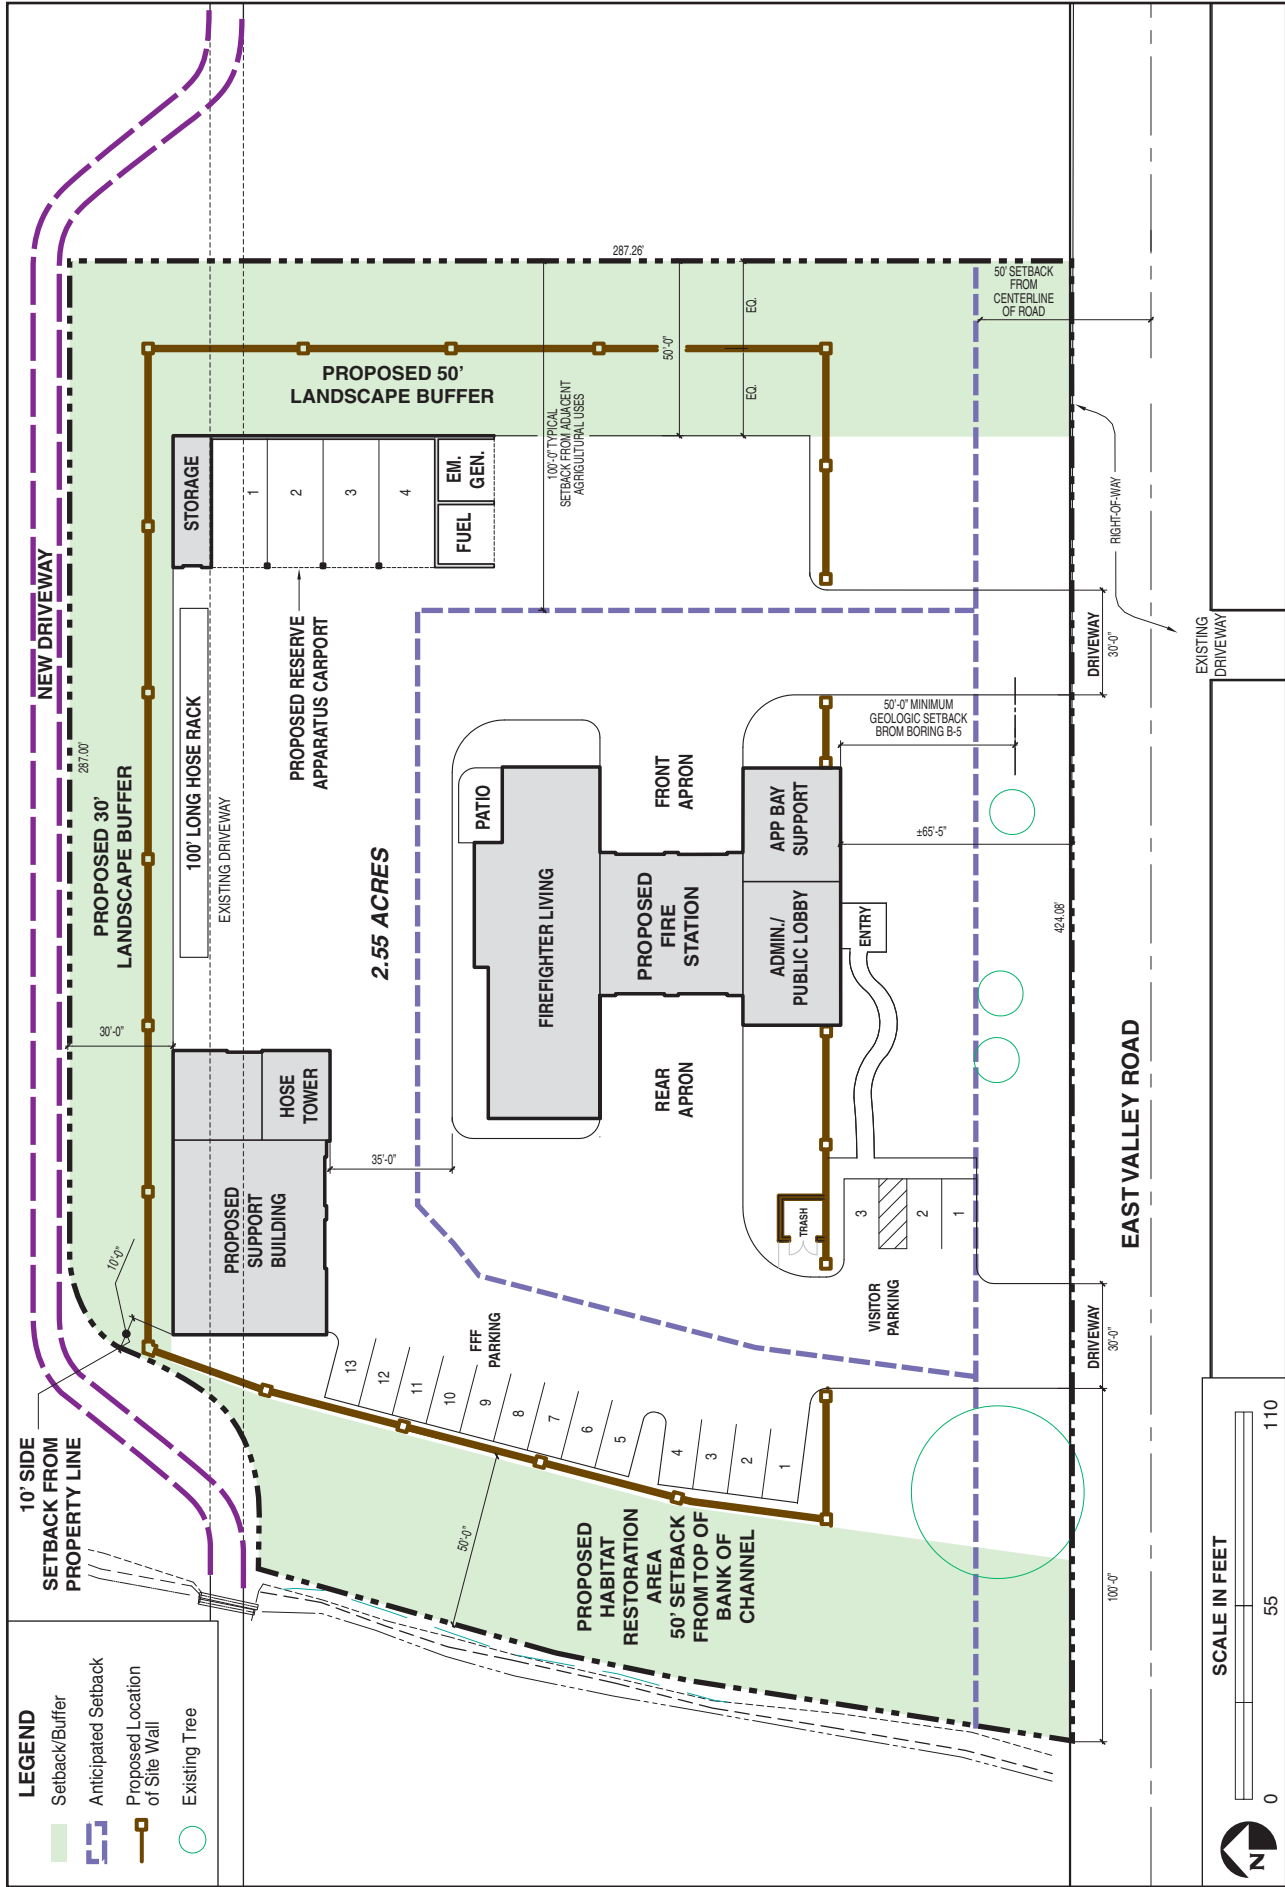 LEGEND
Setback/Buffer
Anticipated Setback
Proposed Location
of Site Wall
Existing Tree
10' SIDE
SETBACK FROM
PROPERTY LINE
NEW DRIVEWAY
287.00'
PROPOSED 30'
LANDSCAPE BUFFER
30'-0"
10'-0"
100' LONG HOSE RACK
EXISTING DRIVEWAY
STORAGE
1
2
3
4
FUEL
EM.
GEN.
PROPOSED RESERVE
APPARATUS CARPORT
PROPOSED 50'
LANDSCAPE BUFFER
287.26'
50'-0"
EQ.
EQ.
100'-0" TYPICAL
SETBACK FROM ADJACENT
AGRIGULTURAL USES
50' SETBACK
FROM
CENTERLINE
OF ROAD
PROPOSED
SUPPORT
BUILDING
HOSE
TOWER
35'-0"
2.55 ACRES
PATIO
FIREFIGHTER LIVING
PROPOSED
FIRE
STATION
FRONT
APRON
REAR
APRON
ADMIN./
PUBLIC LOBBY
APP BAY
SUPPORT
ENTRY
50'-0" MINIMUM
GEOLOGIC SETBACK
BROM BORING B-5
±65'-5"
FFF
PARKING
13
12
11
10
9
8
7
6
5
4
3
2
1
50'-0"
PROPOSED
HABITAT
RESTORATION
AREA
50' SETBACK
FROM TOP OF
BANK OF
CHANNEL
TRASH
3
2
1
VISITOR
PARKING
100'-0"
DRIVEWAY
30'-0"
424.08'
DRIVEWAY
30'-0"
RIGHT-OF-WAY
EXISTING
DRIVEWAY
EAST VALLEY ROAD
N
SCALE IN FEET
0
55
110